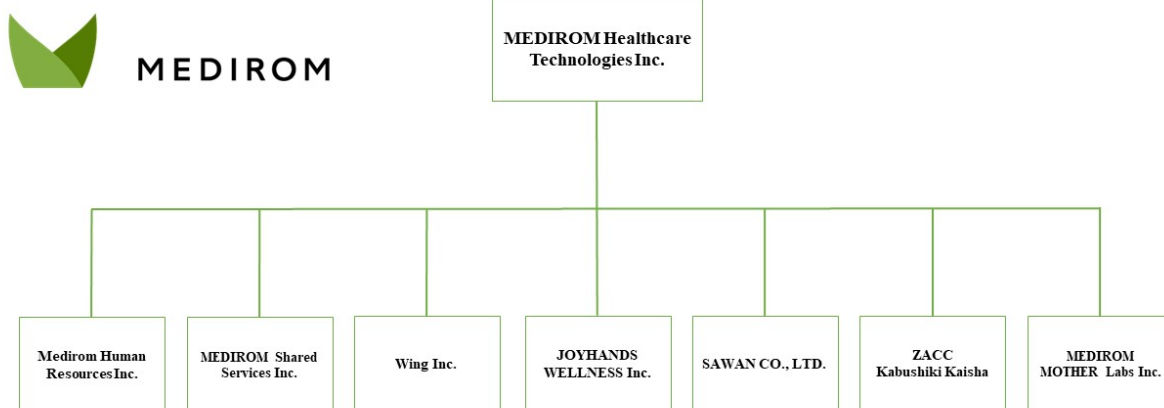 MEDIROM
MEDIROM Healthcare
Technologies Inc.
Medirom Human
Resources Inc.
MEDIROM Shared
Services Inc.
Wing Inc.
JOYHANDS
WELLNESS Inc.
SAWAN CO., LTD.
ZACC
Kabushiki Kaisha
MEDIROM
MOTHER Labs Inc.